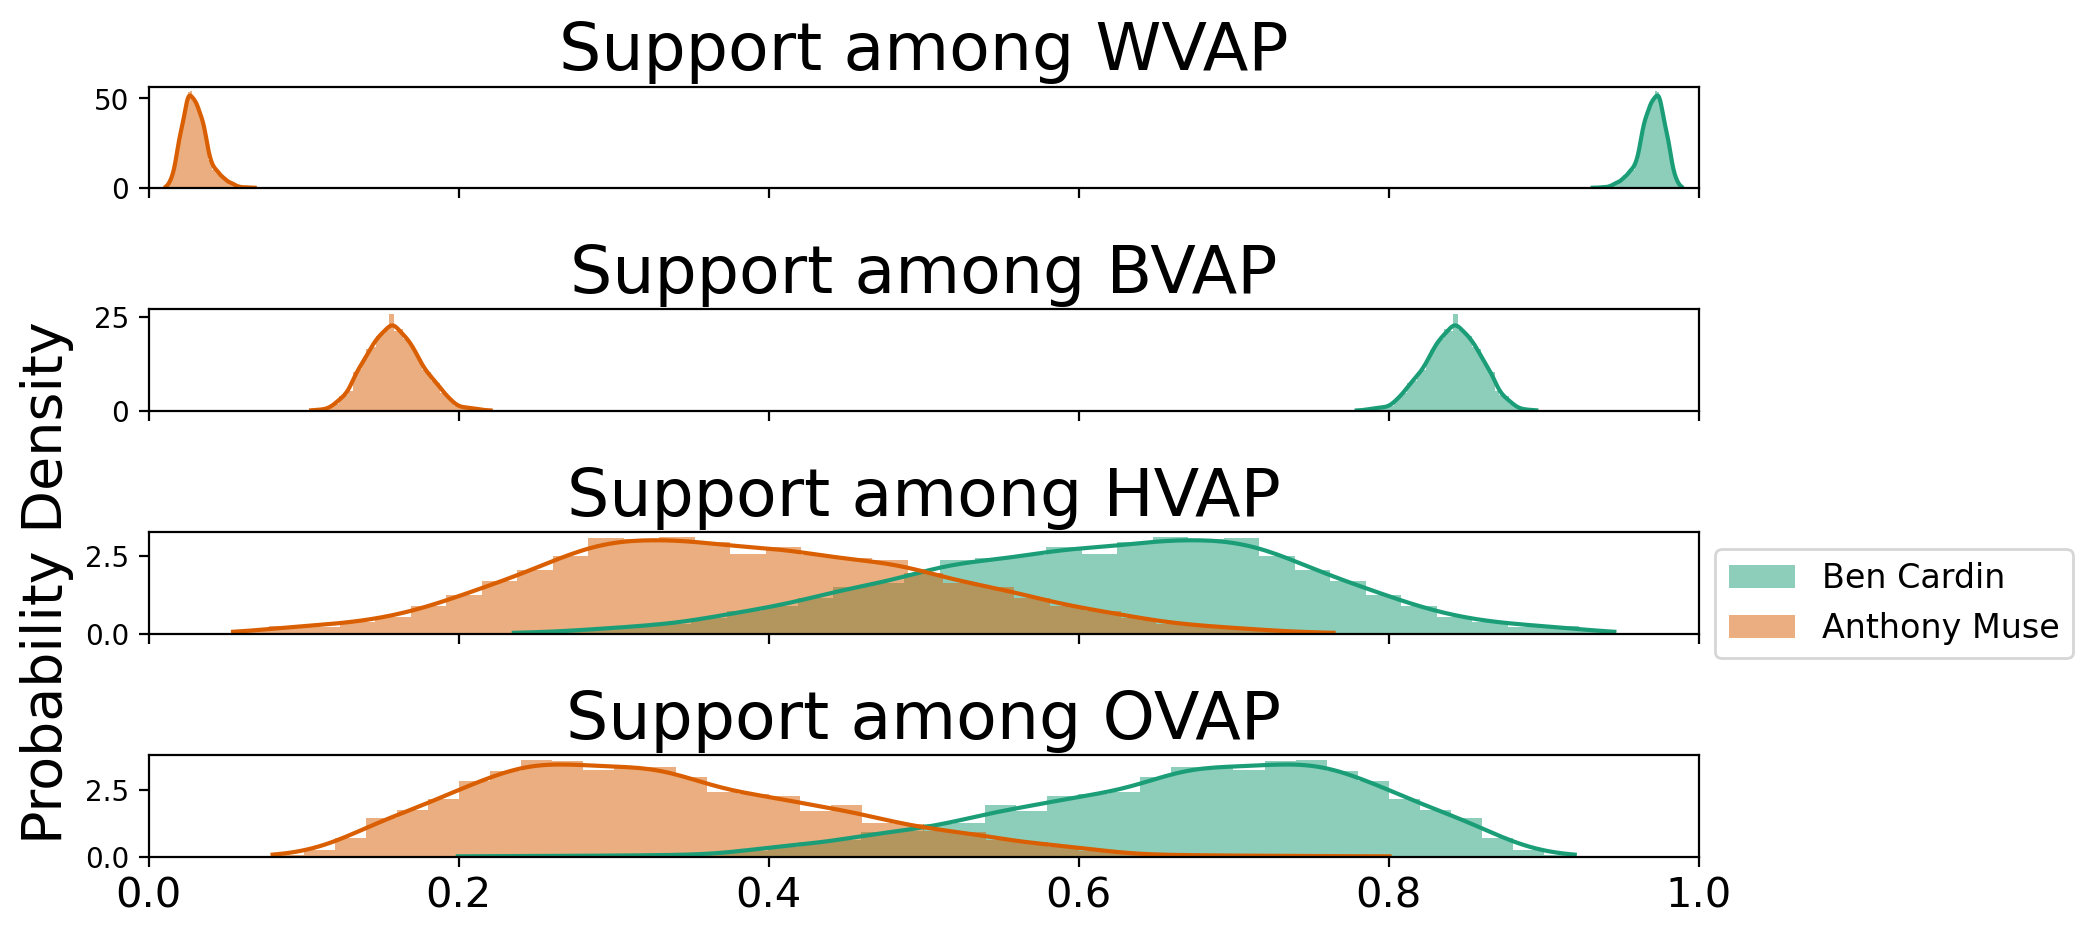 Support among WVAP
50
0
Support among BVAP
25
0
Probability Density
Support among HVAP
2.5
0.0
Ben Cardin
Anthony Muse
Support among OVAP
2.5
0.0
0.0 0.2 0.4 0.6 0.8 1.0